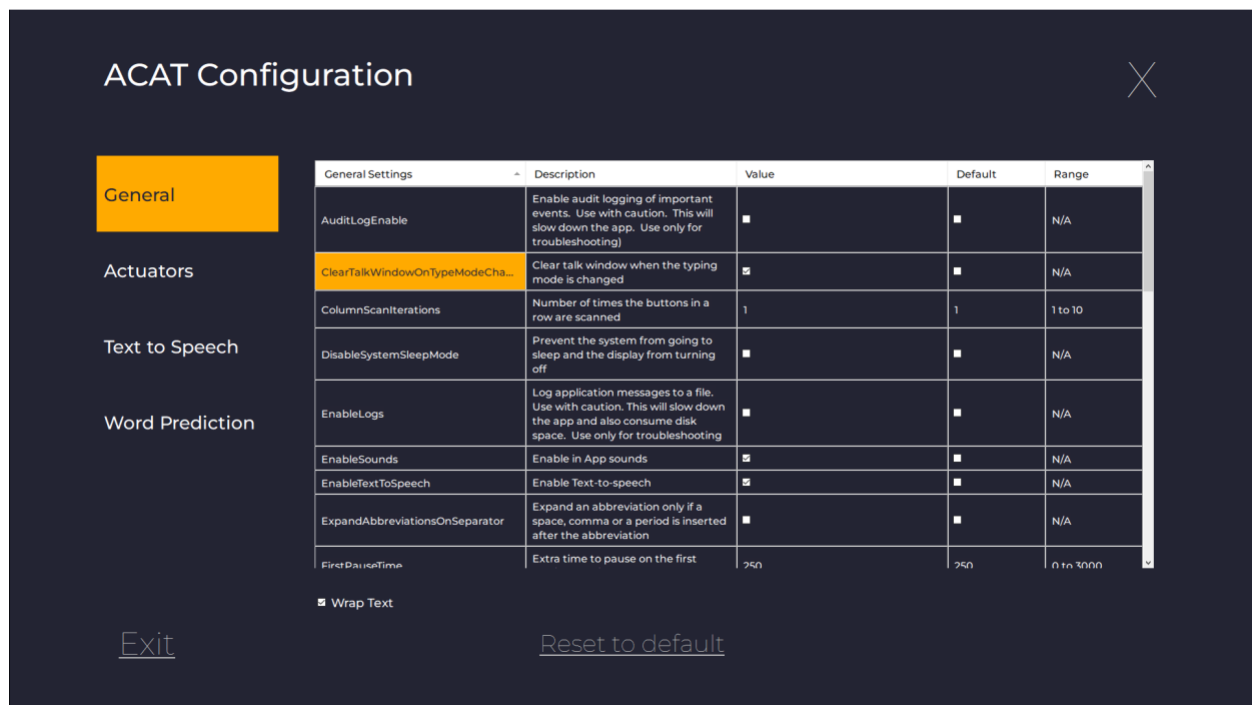 ACAT Configuration
X
General
Actuators
Text to Speech
Word Prediction
General Settings Description Value Default Range
AuditLogEnable
Enable audit logging of important
events. Use with caution. This will
slow down the app. Use only for
troubleshooting)
N/A
ClearTalkWindowOnTypeModeCha...
Clear talk window when the typing
mode is changed
N/A
ColumnScanIterations
Number of times the buttons in a
row are scanned
1 1 1 to 10
DisableSystemSleepMode
Prevent the system from going to
sleep and the display from turning
off
N/A
EnableLogs
Log application messages to a file.
Use with caution. This will slow down
the app and also consume disk
space. Use only for troubleshooting
N/A
EnableSounds Enable in App sounds N/A
EnableTextToSpeech Enable Text-to-speech N/A
ExpandAbbreviationsOnSeparator
Expand an abbreviation only if a
space, comma or a period is inserted
after the abbreviation
N/A
FirstPauseTime
Extra time to pause on the first
250 250 0 to 3000
Wrap Text
Exit
Reset to default